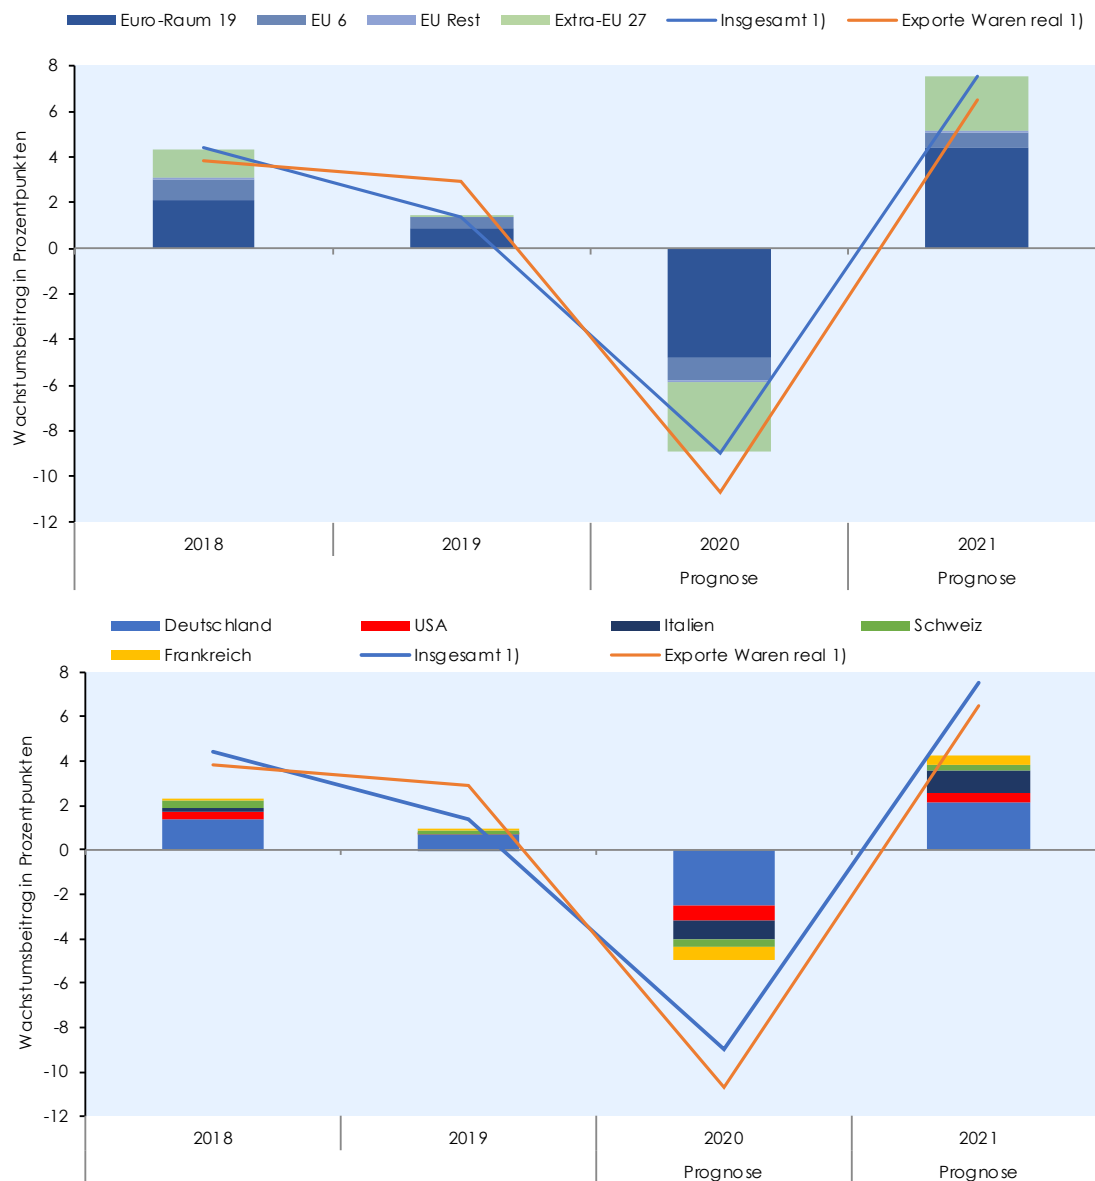 Euro-Raum 19 EU 6 EU Rest Extra-EU 27 Insgesamt 1) Exporte Waren real 1)
Wachstumsbeitrag in Prozentpunkten
8
6
4
2
0
-2
-4
-6
-8
-10
-12
2018 2019 2020 2021
Prognose Prognose
Deutschland USA Italien Schweiz
Frankreich Insgesamt 1) Exporte Waren real 1)
Wachstumsbeitrag in Prozentpunkten
8
6
4
2
0
-2
-4
-6
-8
-10
-12
2018 2019 2020 2021
Prognose Prognose